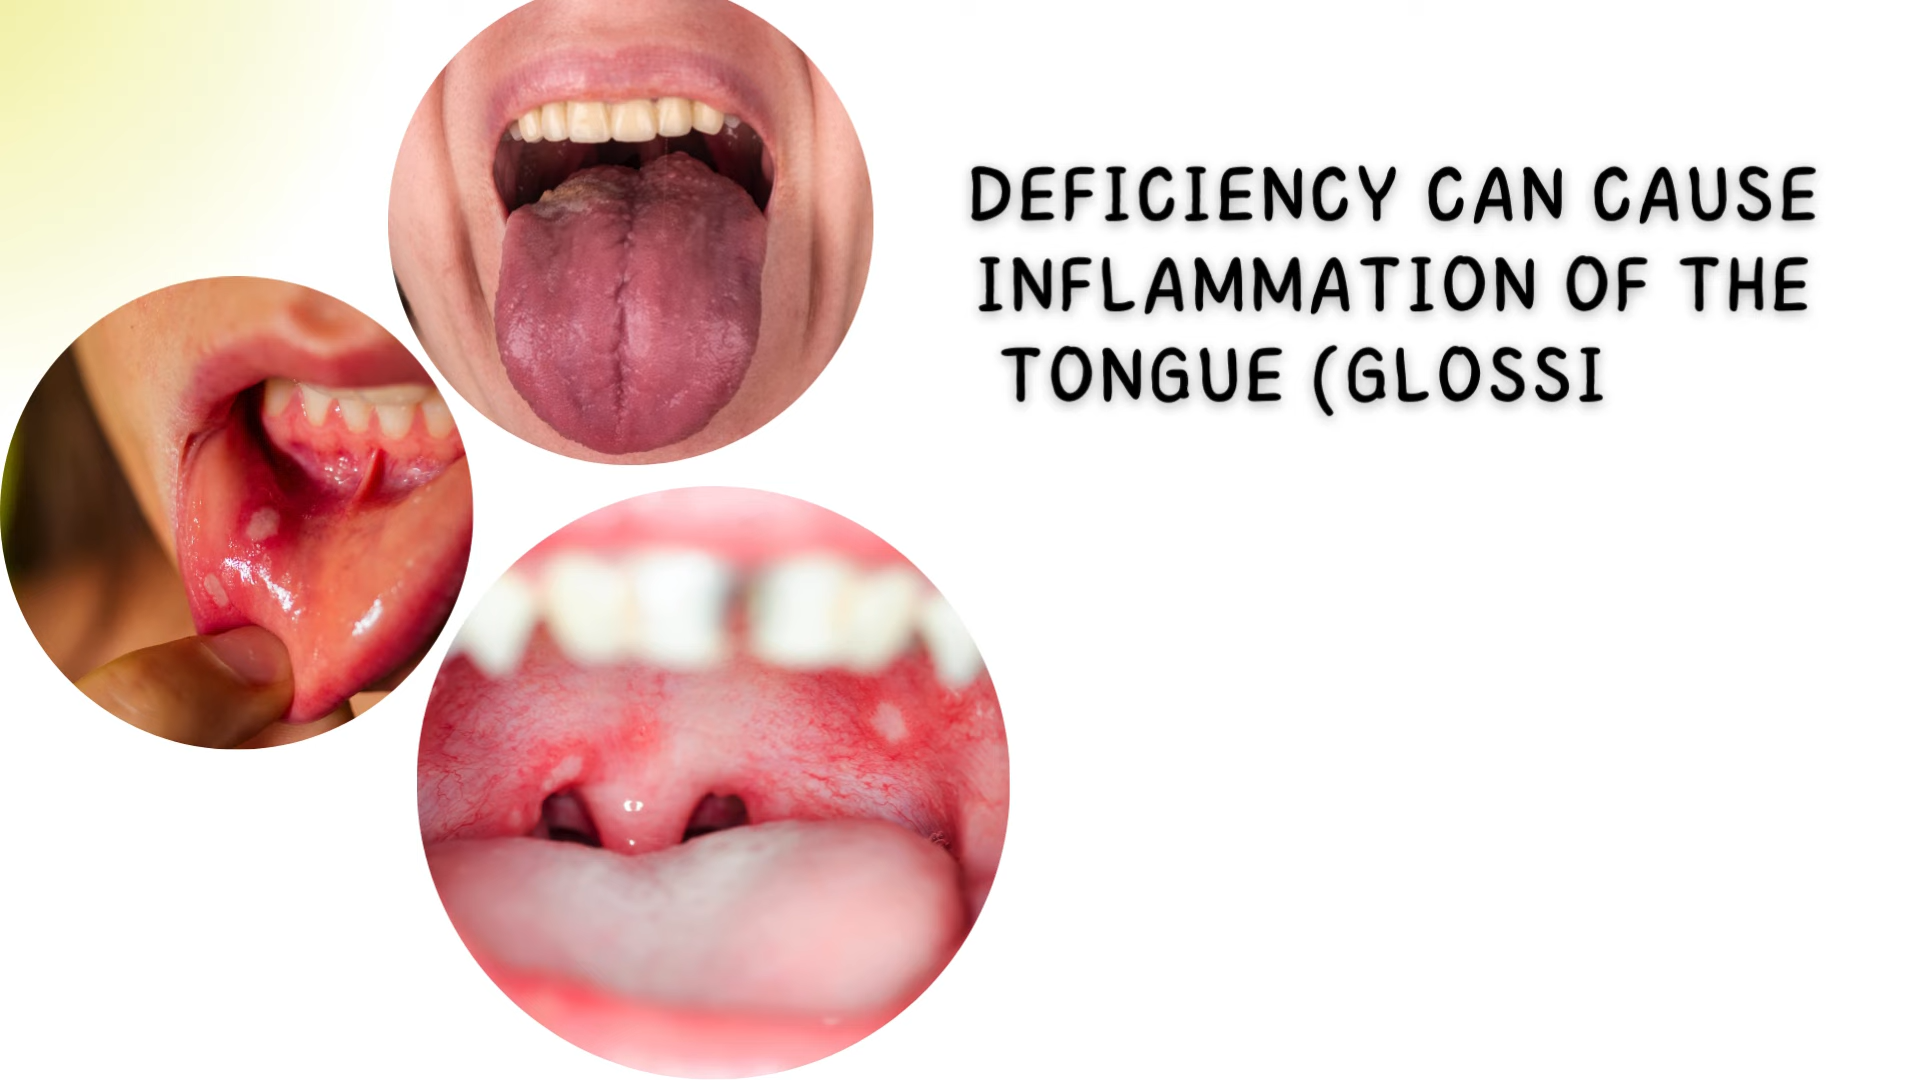 DEFICIENCY CAN CAUSE
INFLAMMATION OF THE
TONGUE (GLOSSI